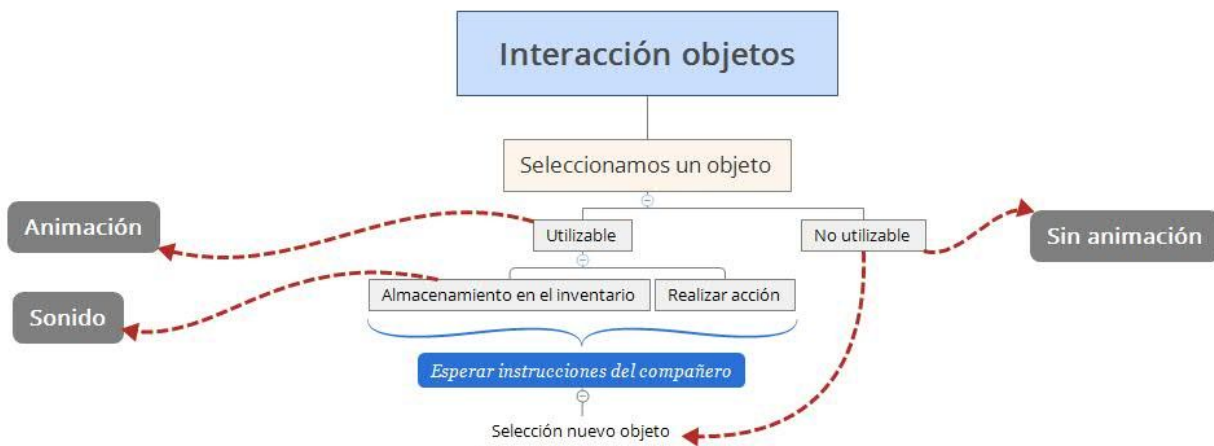 Interacción objetos
Seleccionamos un objeto
Animación
Utilizable
No utilizable
Sin animación
Almacenamiento en el inventario
Realizar acción
Sonido
Esperar instrucciones del compañero
Selección nuevo objeto